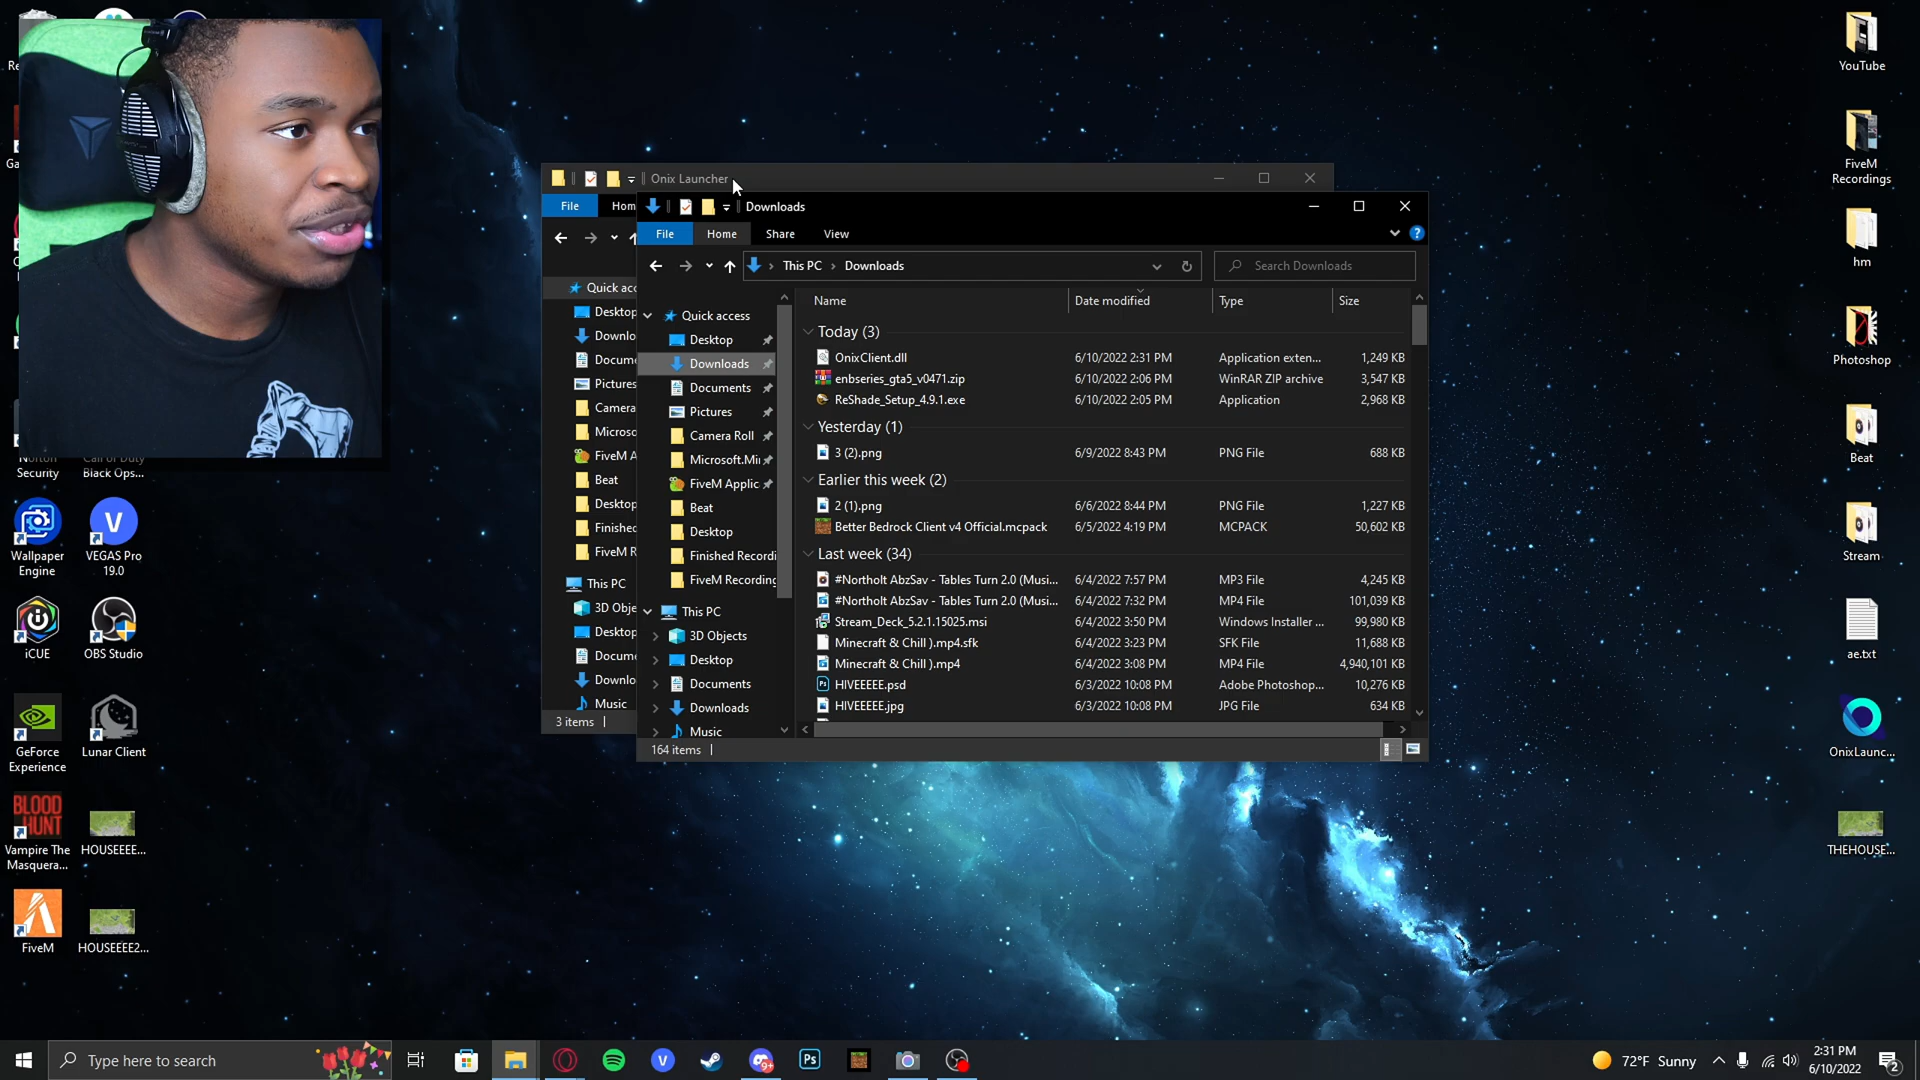 Re
Ga
Norton
Security
Call of Duty
Black Ops...
Wallpaper
Engine
VEGAS Pro
19.0
iCUE
OBS Studio
GeForce
Experience
Lunar Client
BLOOD
HUNT
Vampire The
Masquera...
HOUSEEEE...
FiveM
HOUSEEEE2...
Onix Launcher
File
Hom
Quick acc
Desktop
Downlo
Docume
Pictures
Camera
Microso
FiveM A
Beat
Desktop
Finished
FiveM R
This PC
3D Obje
Desktop
Docume
Downlo
Music
3 items
Downloads
File
Home
Share
View
This PC
Downloads
Search Downloads
Quick access
Desktop
Downloads
Documents
Pictures
Camera Roll
Microsoft.Mi
FiveM Applic
Beat
Desktop
Finished Recordi
FiveM Recording
This PC
3D Objects
Desktop
Documents
Downloads
Music
Name Date modified Type Size
Today (3)
OnixClient.dll 6/10/2022 2:31 PM Application exten... 1,249 KB
enbseries_gta5_v0471.zip 6/10/2022 2:06 PM WinRAR ZIP archive 3,547 KB
ReShade_Setup_4.9.1.exe 6/10/2022 2:05 PM Application 2,968 KB
Yesterday (1)
3 (2).png 6/9/2022 8:43 PM PNG File 688 KB
Earlier this week (2)
2 (1).png 6/6/2022 8:44 PM PNG File 1,227 KB
Better Bedrock Client v4 Official.mcpack 6/5/2022 4:19 PM MCPACK 50,602 KB
Last week (34)
#Northolt AbzSav - Tables Turn 2.0 (Musi... 6/4/2022 7:57 PM MP3 File 4,245 KB
#Northolt AbzSav - Tables Turn 2.0 (Musi... 6/4/2022 7:32 PM MP4 File 101,039 KB
Stream_Deck_5.2.1.15025.msi 6/4/2022 3:50 PM Windows Installer ... 99,980 KB
Minecraft & Chill ).mp4.sfk 6/4/2022 3:23 PM SFK File 11,688 KB
Minecraft & Chill ).mp4 6/4/2022 3:08 PM MP4 File 4,940,101 KB
HIVEEEEE.psd 6/3/2022 10:08 PM Adobe Photoshop... 10,276 KB
HIVEEEEE.jpg 6/3/2022 10:08 PM JPG File 634 KB
164 items
YouTube
FiveM
Recordings
hm
Photoshop
Beat
Stream
ae.txt
OnixLaunc...
THEHOUSE...
Type here to search
Ps
9+
72°F Sunny
2:31 PM
6/10/2022
2